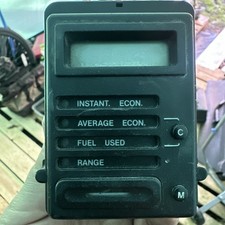 INSTANT. ECON.
AVERAGE ECON.
C
FUEL USED
RANGE
M